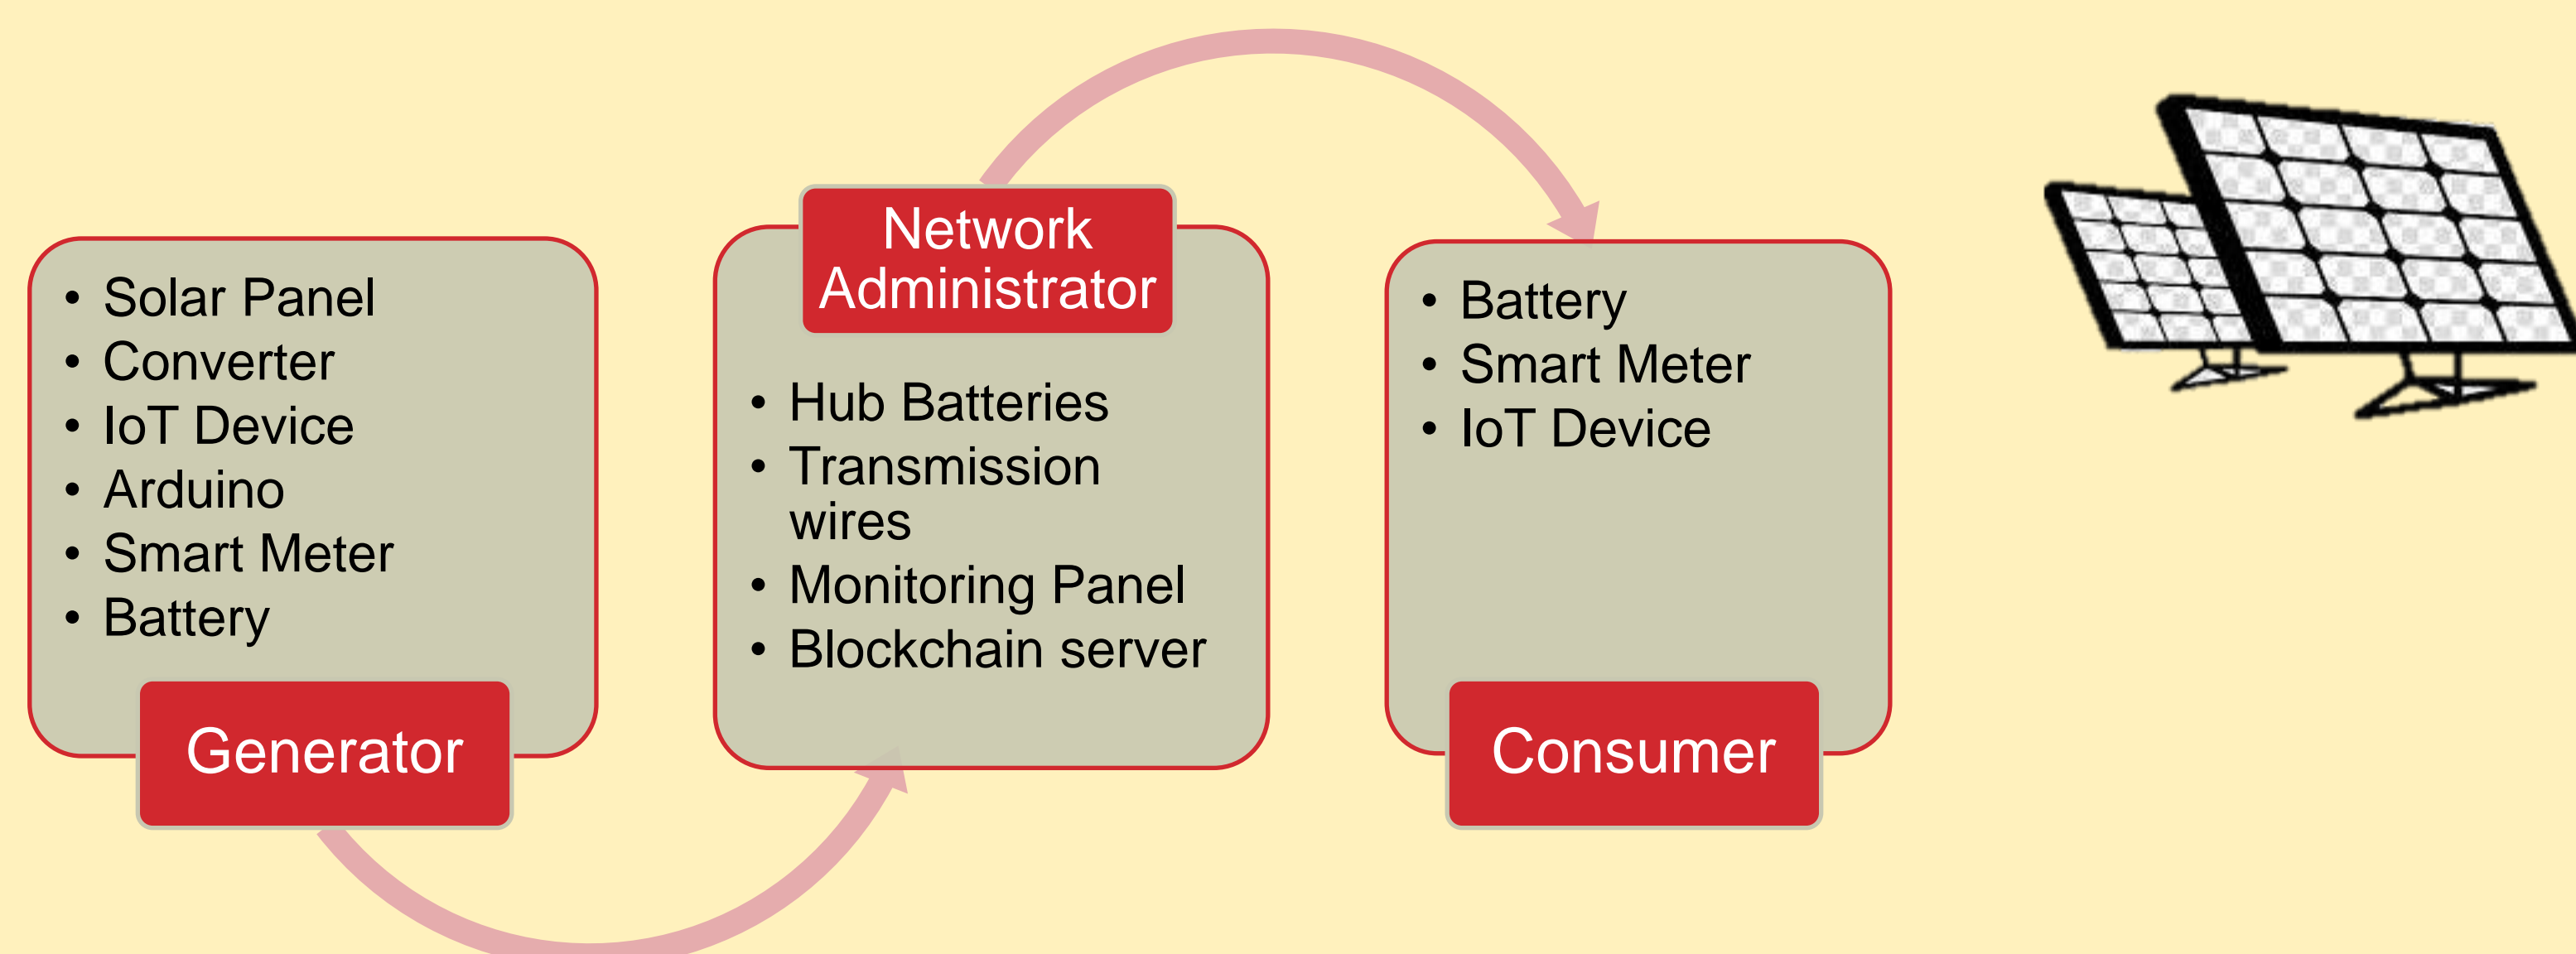 • Solar Panel
• Converter
• IoT Device
• Arduino
• Smart Meter
• Battery
Generator
Network
Administrator
• Hub Batteries
• Transmission
wires
• Monitoring Panel
• Blockchain server
• Battery
• Smart Meter
• IoT Device
Consumer